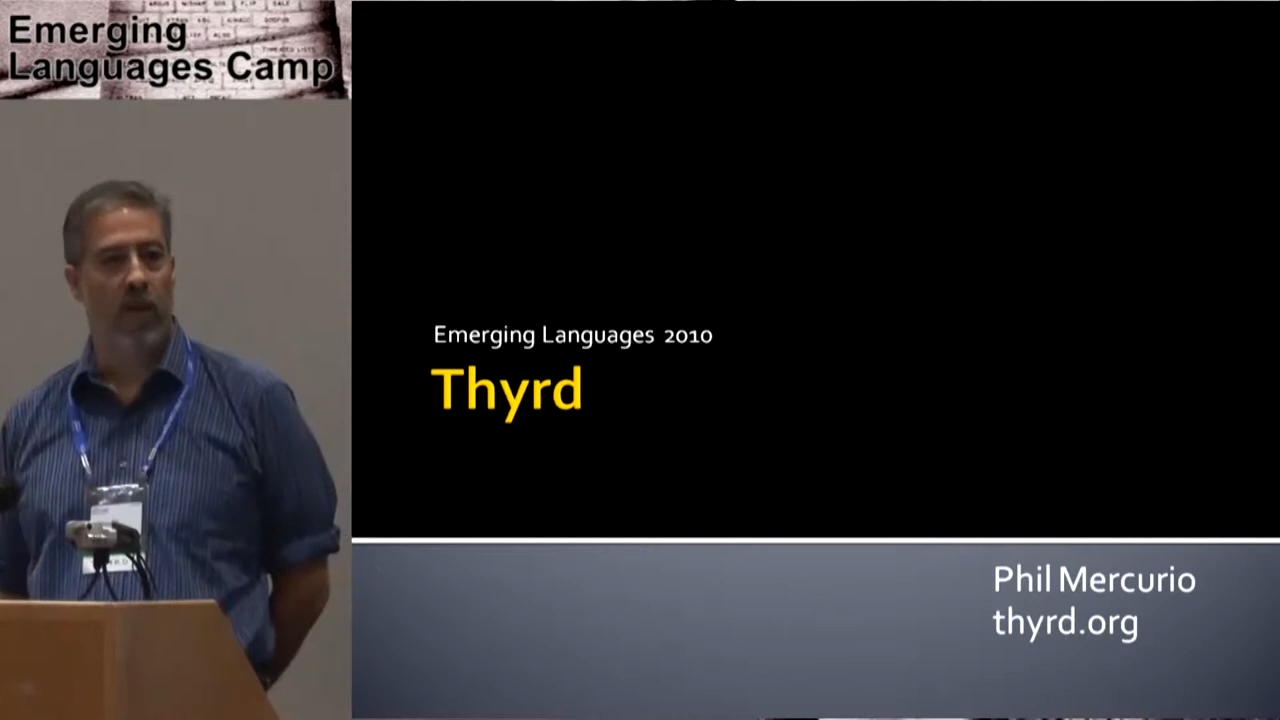 Emerging
Languages Camp
Emerging Languages 2010
Thyrd
Phil Mercurio
thyrd.org